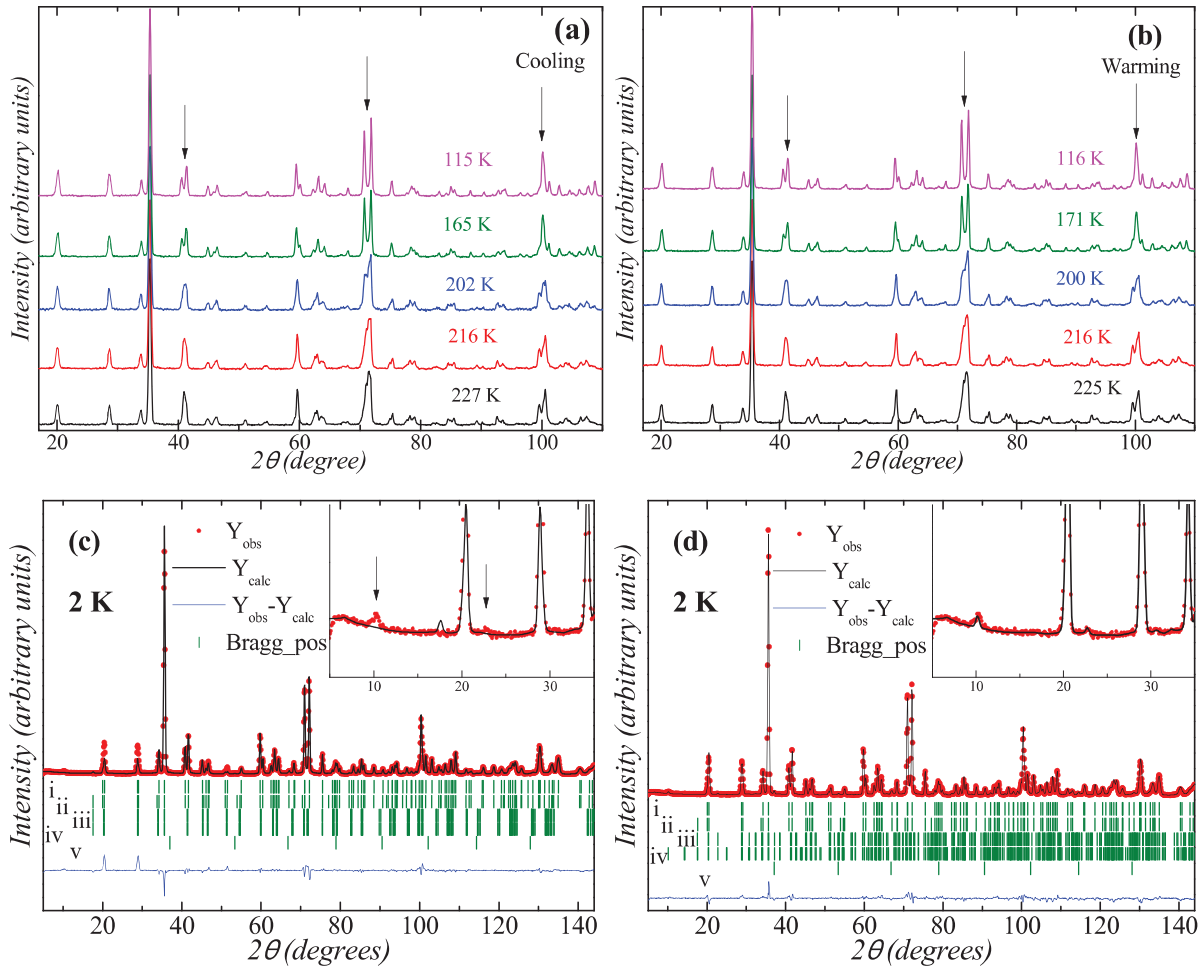 (a)
Cooling
115 K
165 K
202 K
216 K
227 K
20 40 60 80 100
2θ (degree)
Intensity (arbitrary units)
(b)
Warming
116 K
171 K
200 K
216 K
225 K
20 40 60 80 100
2θ (degree)
Intensity (arbitrary units)
(c)
2 K
Yobs
Ycalc
Yobs-Ycalc
Bragg_pos
10 20 30
i
ii iii
iv
v
20 40 60 80 100 120 140
2θ (degrees)
Intensity (arbitrary units)
(d)
2 K
Yobs
Ycalc
Yobs-Ycalc
Bragg_pos
10 20 30
i
ii iii
iv
v
20 40 60 80 100 120 140
2θ (degrees)
Intensity (arbitrary units)